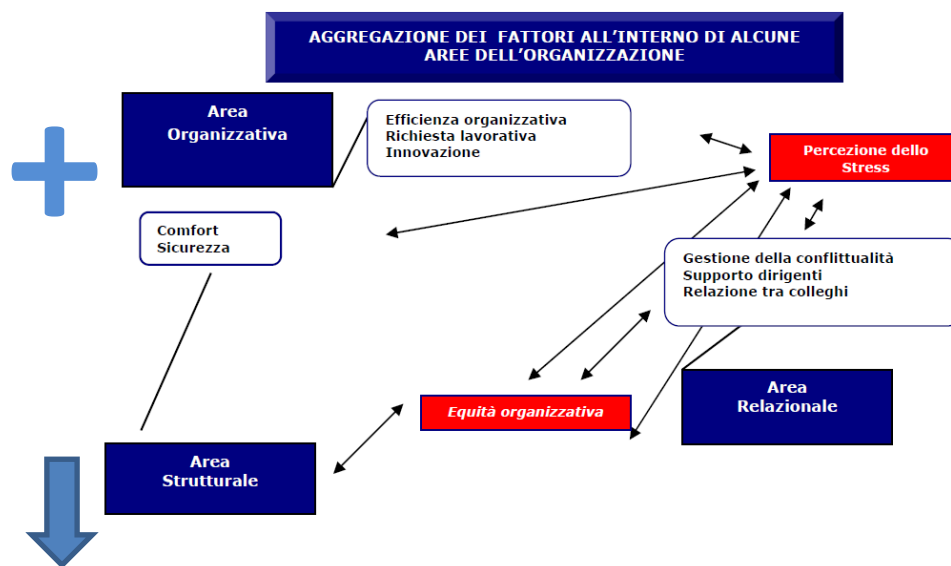 AGGREGAZIONE DEI FATTORI ALL'INTERNO DI ALCUNE
AREE DELL'ORGANIZZAZIONE
Area
Organizzativa
Efficienza organizzativa
Richiesta lavorativa
Innovazione
Percezione dello
Stress
Comfort
Sicurezza
Gestione della conflittualità
Supporto dirigenti
Relazione tra colleghi
Equità organizzativa
Area
Relazionale
Area
Strutturale